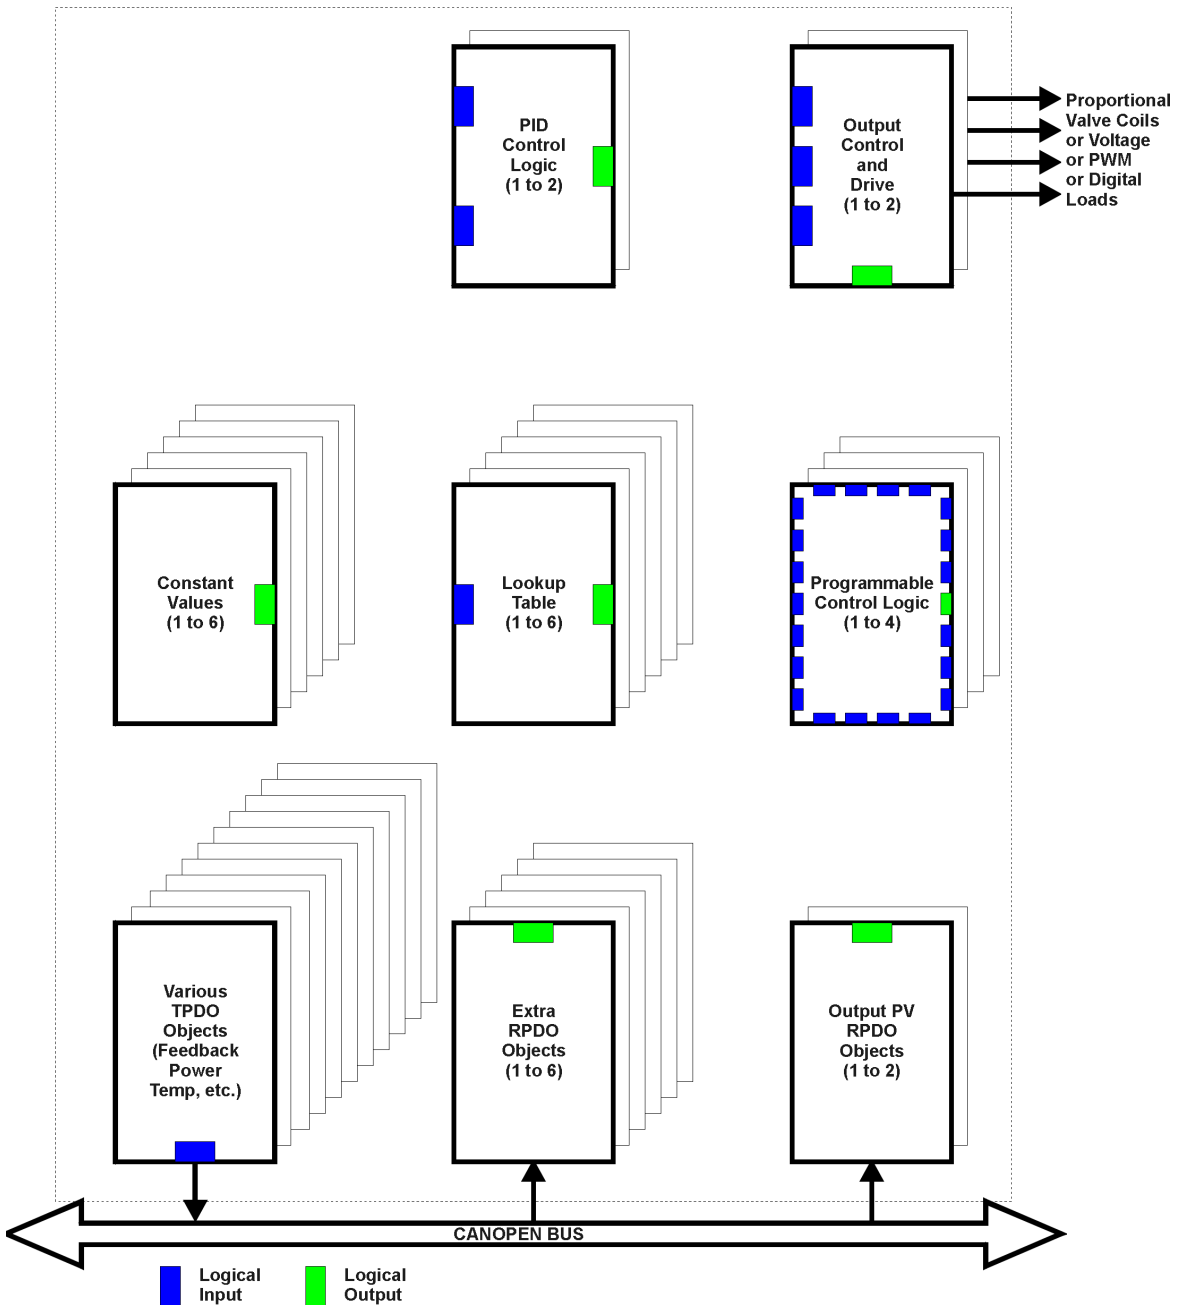 PID
Control
Logic
(1 to 2)
Output
Control
and
Drive
(1 to 2)
Proportional
Valve Coils
or Voltage
or PWM
or Digital
Loads
Constant
Values
(1 to 6)
Lookup
Table
(1 to 6)
Programmable
Control Logic
(1 to 4)
Various
TPDO
Objects
(Feedback
Power
Temp, etc.)
Extra
RPDO
Objects
(1 to 6)
Output PV
RPDO
Objects
(1 to 2)
CANOPEN BUS
Logical
Input
Logical
Output